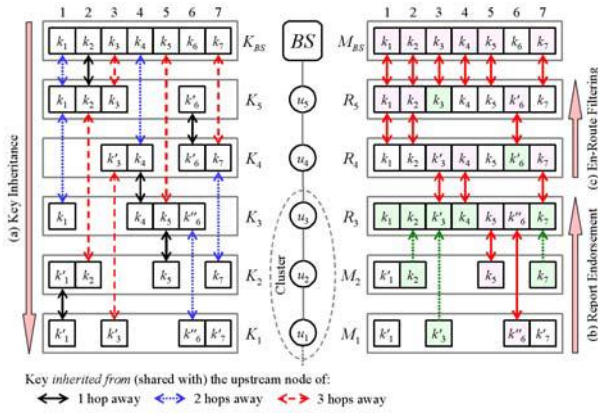 1 2 3 4 5 6 7 1 2 3 4 5 6 7
k1 k2 k3 k4 k5 k6 k7 KBS BS MBS k1 k2 k3 k4 k5 k6 k7
k1 k2 k3 k'6 K5 u5 R5 k1 k2 k3 k4 k5 k'6 k7
k'3 k4 k'6 k7 K4 u4 R4 k1 k2 k'3 k4 k5 k'6 k7
k1 k4 k5 k"6 K3 u3 R3 k1 k2 k'3 k4 k5 k"6 k7
k'1 k2 k5 k7 K2 u2 M2 k'1 k2 k5 k7
k'1 k'3 k"6 k'7 K1 u1 M1 k'1 k'3 k"6 k'7
(a) Key Inheritance
Cluster
(c) En-Route Filtering
(b) Report Endorsement
Key inherited from (shared with) the upstream node of:
1 hop away 2 hops away 3 hops away